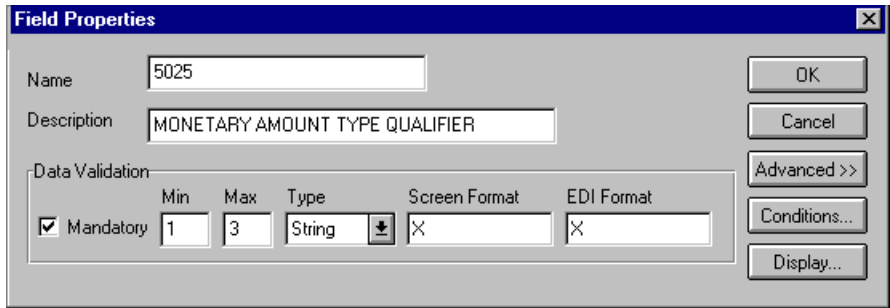 Field Properties
Name 5025 OK
Description MONETARY AMOUNT TYPE QUALIFIER Cancel
Data Validation Advanced >>
Min Max Type Screen Format EDI Format
Mandatory 1 3 String X X Conditions...
Display...